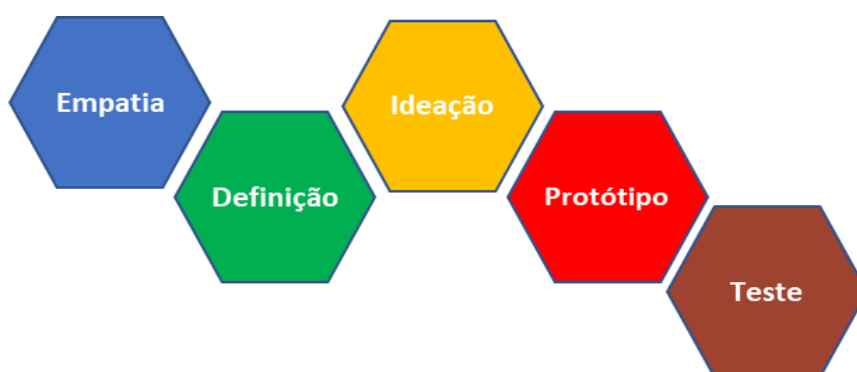 Empatia
Definição
Ideação
Protótipo
Teste